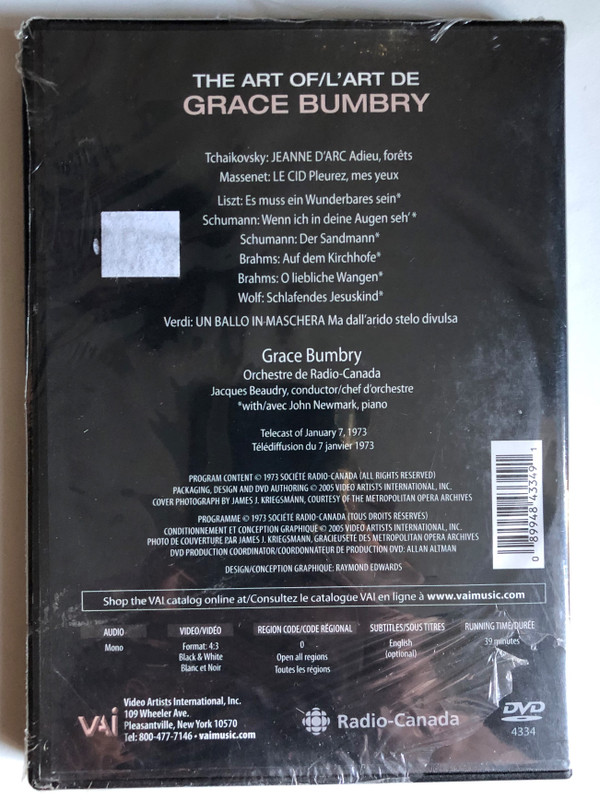 THE ART OF/L'ART DE
GRACE BUMBRY
Tchaikovsky: JEANNE D'ARC Adieu, forêts
Massenet: LE CID Pleurez, mes yeux
Liszt: Es muss ein Wunderbares sein*
Schumann: Wenn ich in deine Augen seh'*
Schumann: Der Sandmann*
Brahms: Auf dem Kirchhofe*
Brahms: O liebliche Wangen*
Wolf: Schlafendes Jesuskind*
Verdi: UN BALLO IN MASCHERA Ma dall'arido stelo divulsa
Grace Bumbry
Orchestre de Radio-Canada
Jacques Beaudry, conductor/chef d'orchestre
*with/avec John Newmark, piano
Telecast of January 7, 1973
Télédiffusion du 7 janvier 1973
PROGRAM CONTENT © 1973 SOCIÉTÉ RADIO-CANADA (ALL RIGHTS RESERVED)
PACKAGING, DESIGN AND DVD AUTHORING © 2005 VIDEO ARTISTS INTERNATIONAL, INC.
COVER PHOTOGRAPH BY JAMES J. KRIEGSMANN, COURTESY OF THE METROPOLITAN OPERA ARCHIVES
PROGRAMME © 1973 SOCIÉTÉ RADIO-CANADA (TOUS DROITS RÉSERVÉS)
CONDITIONNEMENT ET CONCEPTION GRAPHIQUE © 2005 VIDEO ARTISTS INTERNATIONAL, INC.
PHOTO DE COUVERTURE PAR JAMES J. KRIEGSMANN, GRACIEUSETÉ DES METROPOLITAN OPERA ARCHIVES
DVD PRODUCTION COORDINATOR/COORDONNATEUR DE PRODUCTION DVD: ALLAN ALTMAN
DESIGN/CONCEPTION GRAPHIQUE: RAYMOND EDWARDS
0 89948 43349 1
Shop the VAI catalog online at/Consultez le catalogue VAI en ligne à www.vaimusic.com
AUDIO
Mono
VIDEO/VIDÉO
Format: 4:3
Black & White
Blanc et Noir
REGION CODE/CODE RÉGIONAL
0
Open all regions
Toutes les régions
SUBTITLES/SOUS TITRES
English
(optional)
RUNNING TIME/DURÉE
39 minutes
VAI
Video Artists International, Inc.
109 Wheeler Ave.
Pleasantville, New York 10570
Tel: 800-477-7146 • vaimusic.com
Radio-Canada
DVD
VIDEO
4334